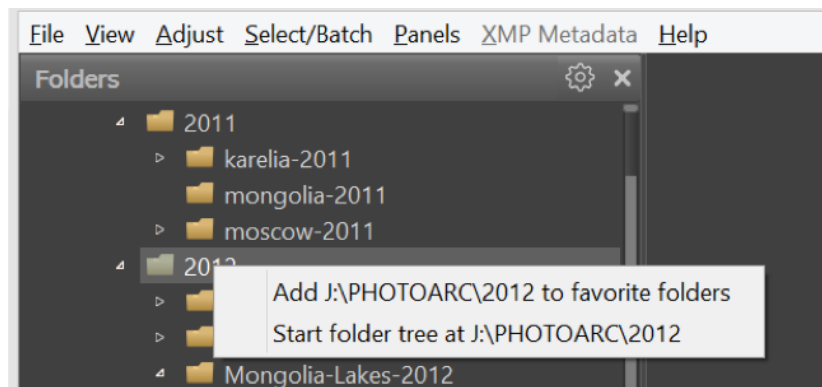 File View Adjust Select/Batch Panels XMP Metadata Help
Folders
2011
karelia-2011
mongolia-2011
moscow-2011
2012
Add J:\PHOTOARC\2012 to favorite folders
Start folder tree at J:\PHOTOARC\2012
Mongolia-Lakes-2012